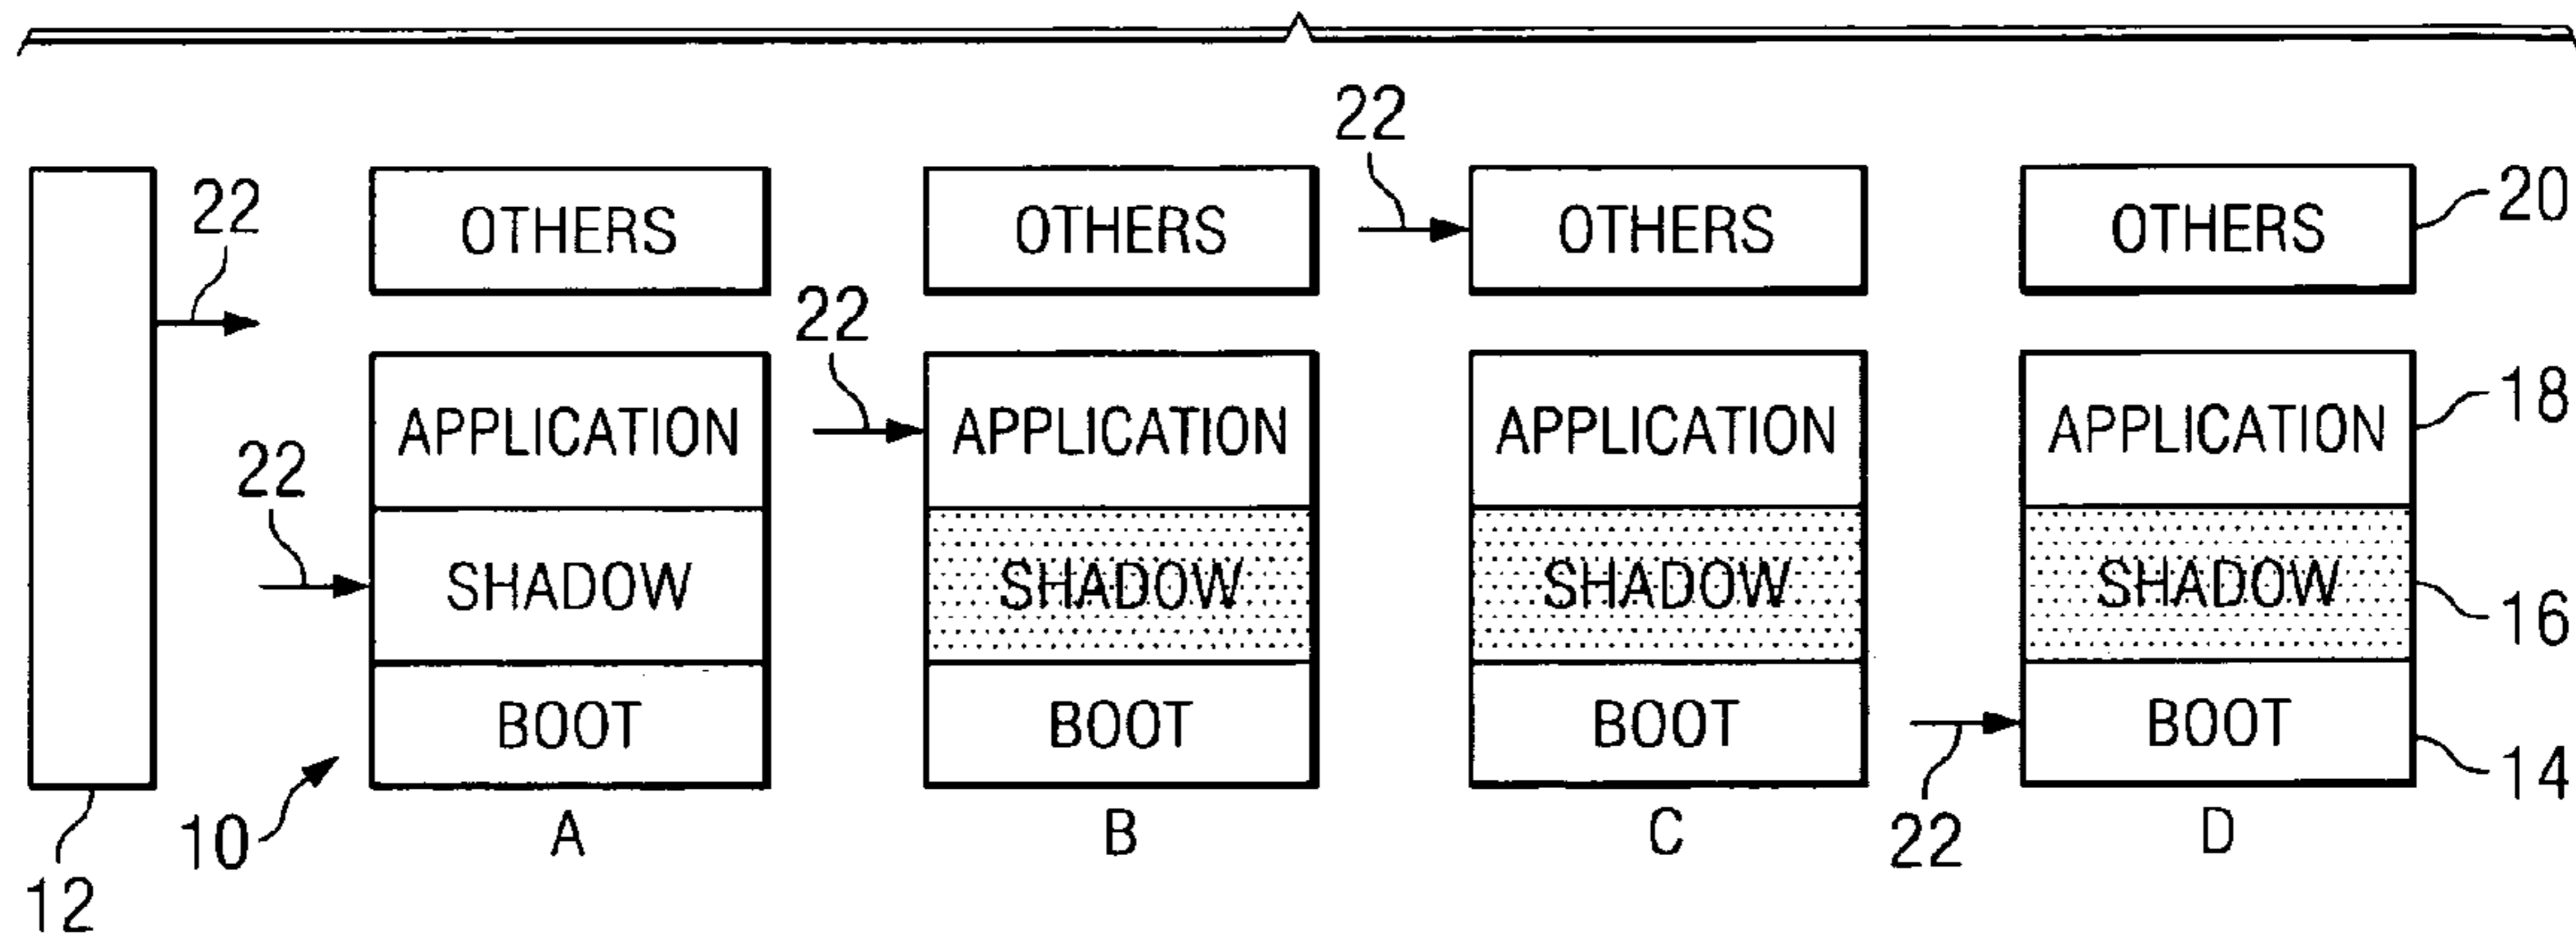 22
22 OTHERS OTHERS OTHERS OTHERS 20
22
APPLICATION APPLICATION APPLICATION APPLICATION 18
22
SHADOW SHADOW SHADOW SHADOW 16
BOOT BOOT BOOT BOOT 14
10 A B C 22 D
12